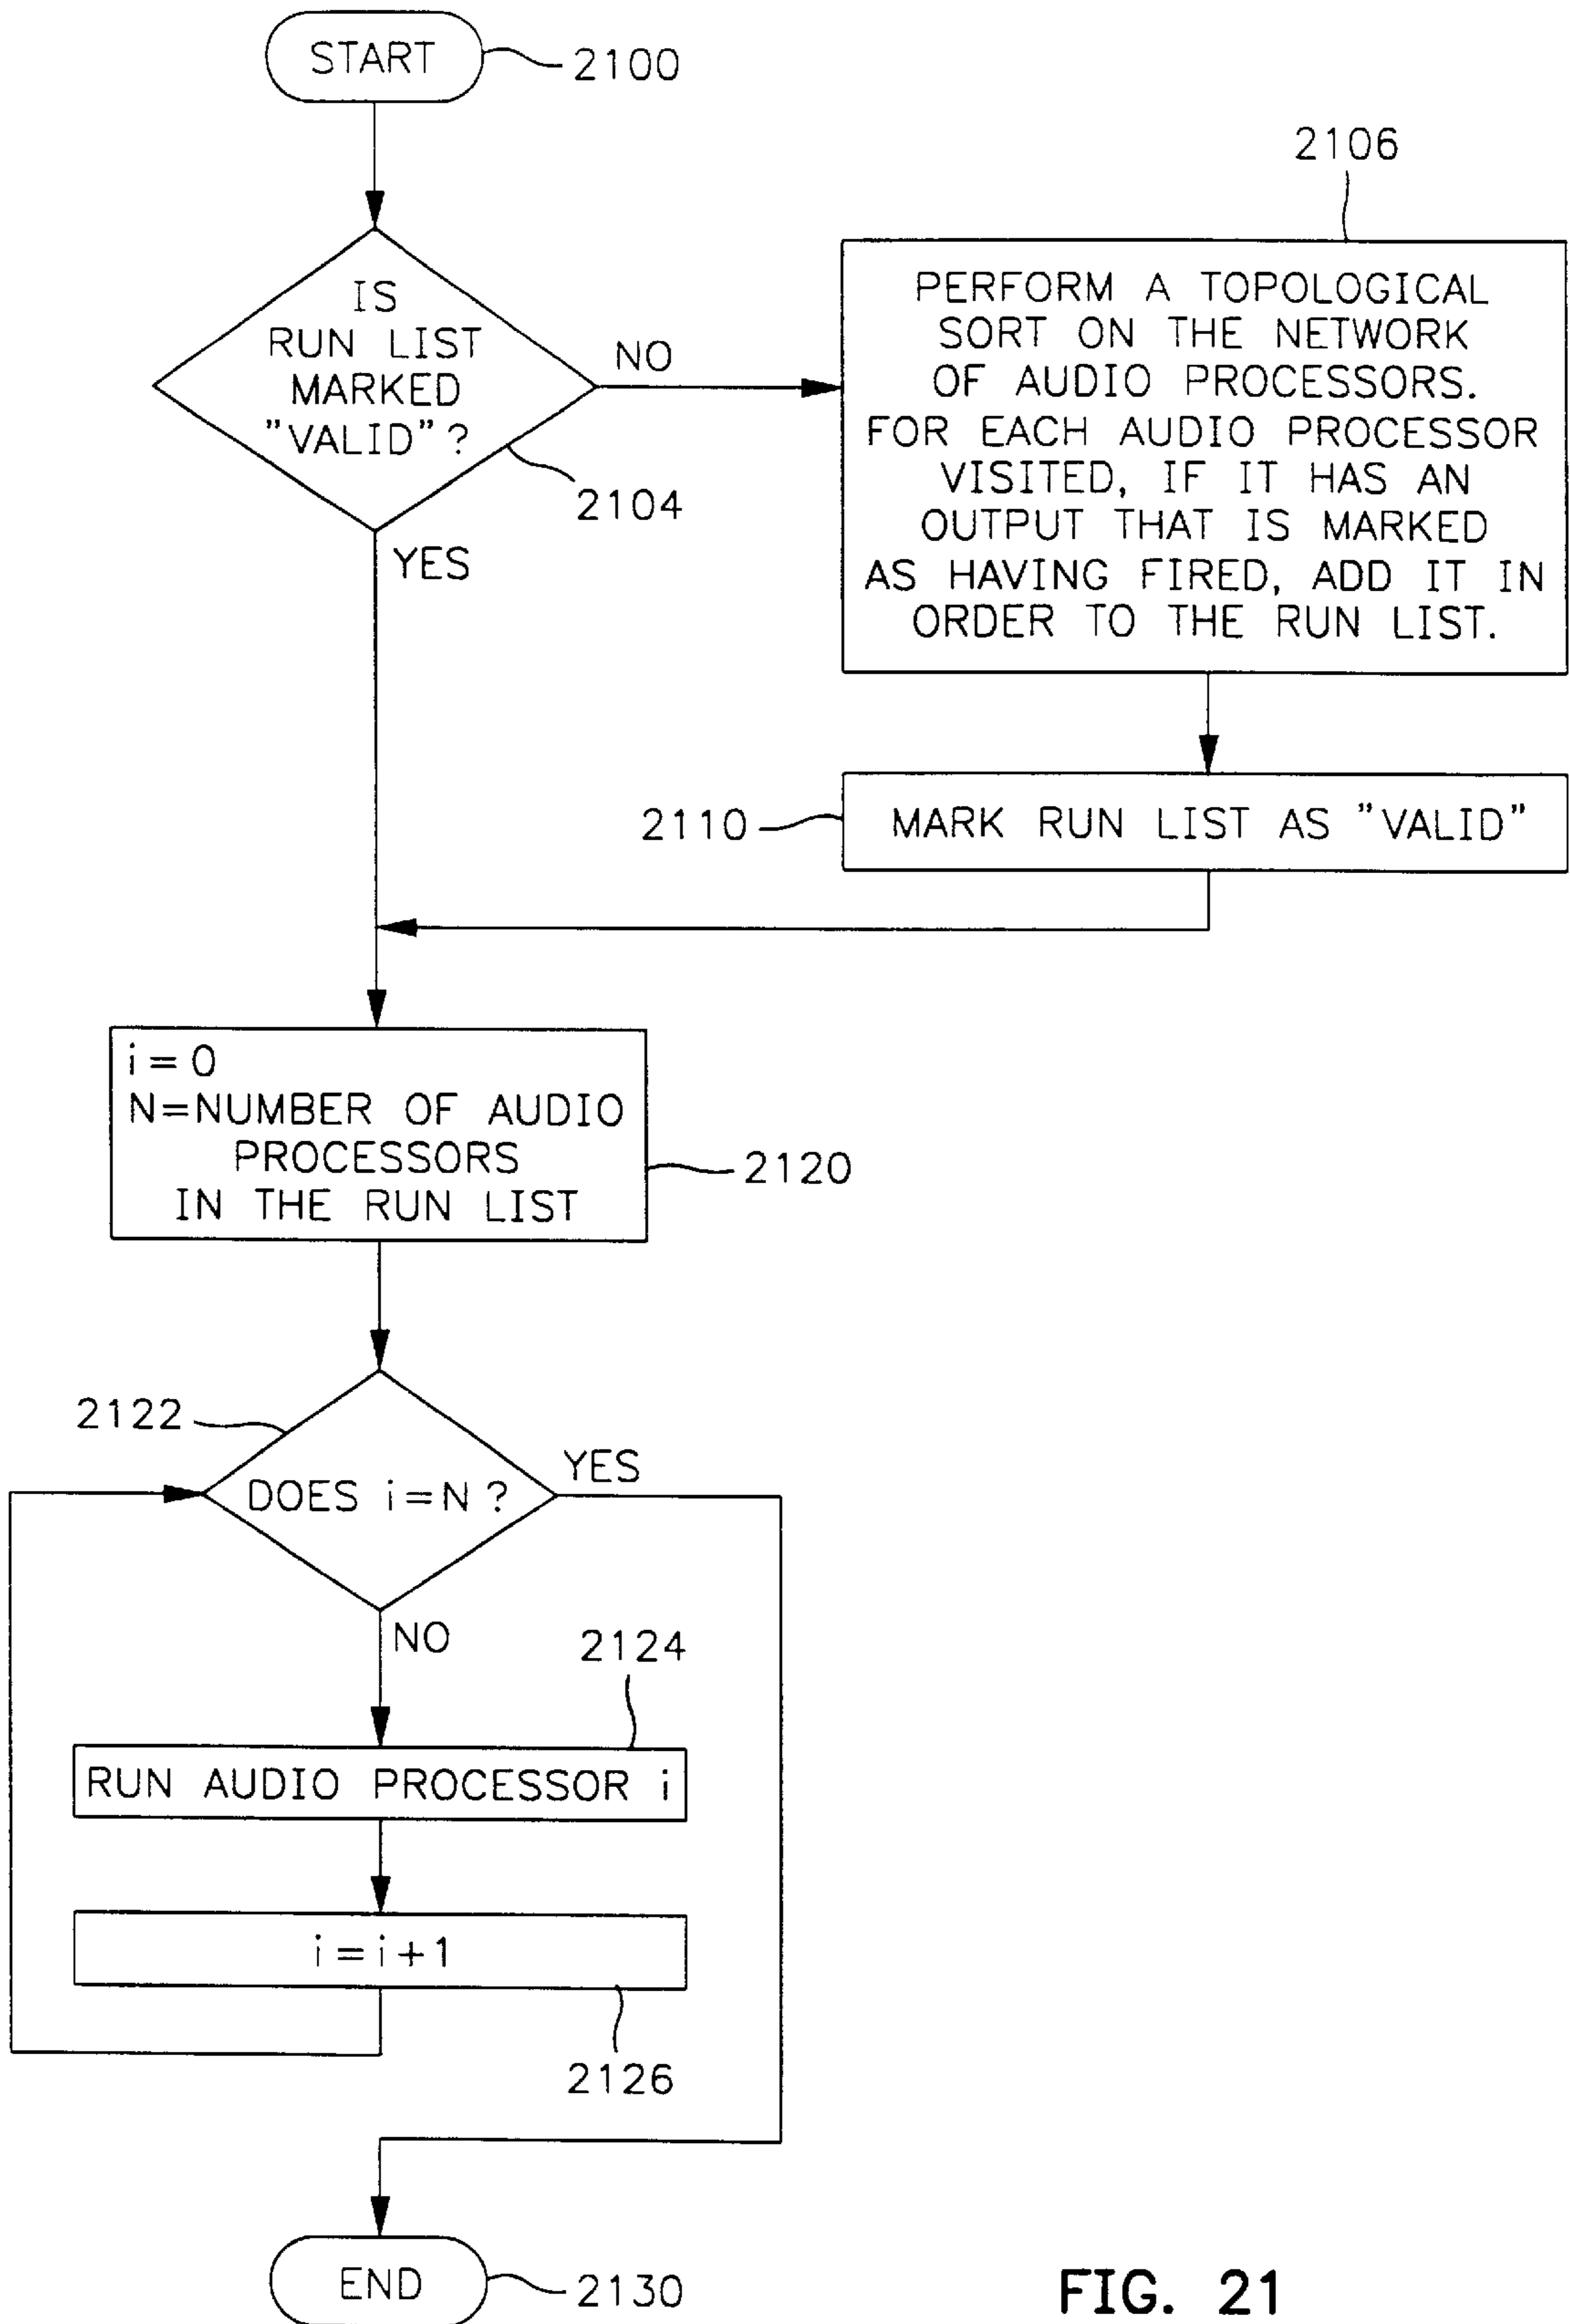 START
2100
2106
IS
RUN LIST
MARKED
"VALID"?
NO
2104
YES
PERFORM A TOPOLOGICAL
SORT ON THE NETWORK
OF AUDIO PROCESSORS.
FOR EACH AUDIO PROCESSOR
VISITED, IF IT HAS AN
OUTPUT THAT IS MARKED
AS HAVING FIRED, ADD IT IN
ORDER TO THE RUN LIST.
2110
MARK RUN LIST AS "VALID"
i=0
N=NUMBER OF AUDIO
PROCESSORS
IN THE RUN LIST
2120
2122
DOES i=N?
YES
NO
2124
RUN AUDIO PROCESSOR i
i=i+1
2126
END
2130
FIG. 21